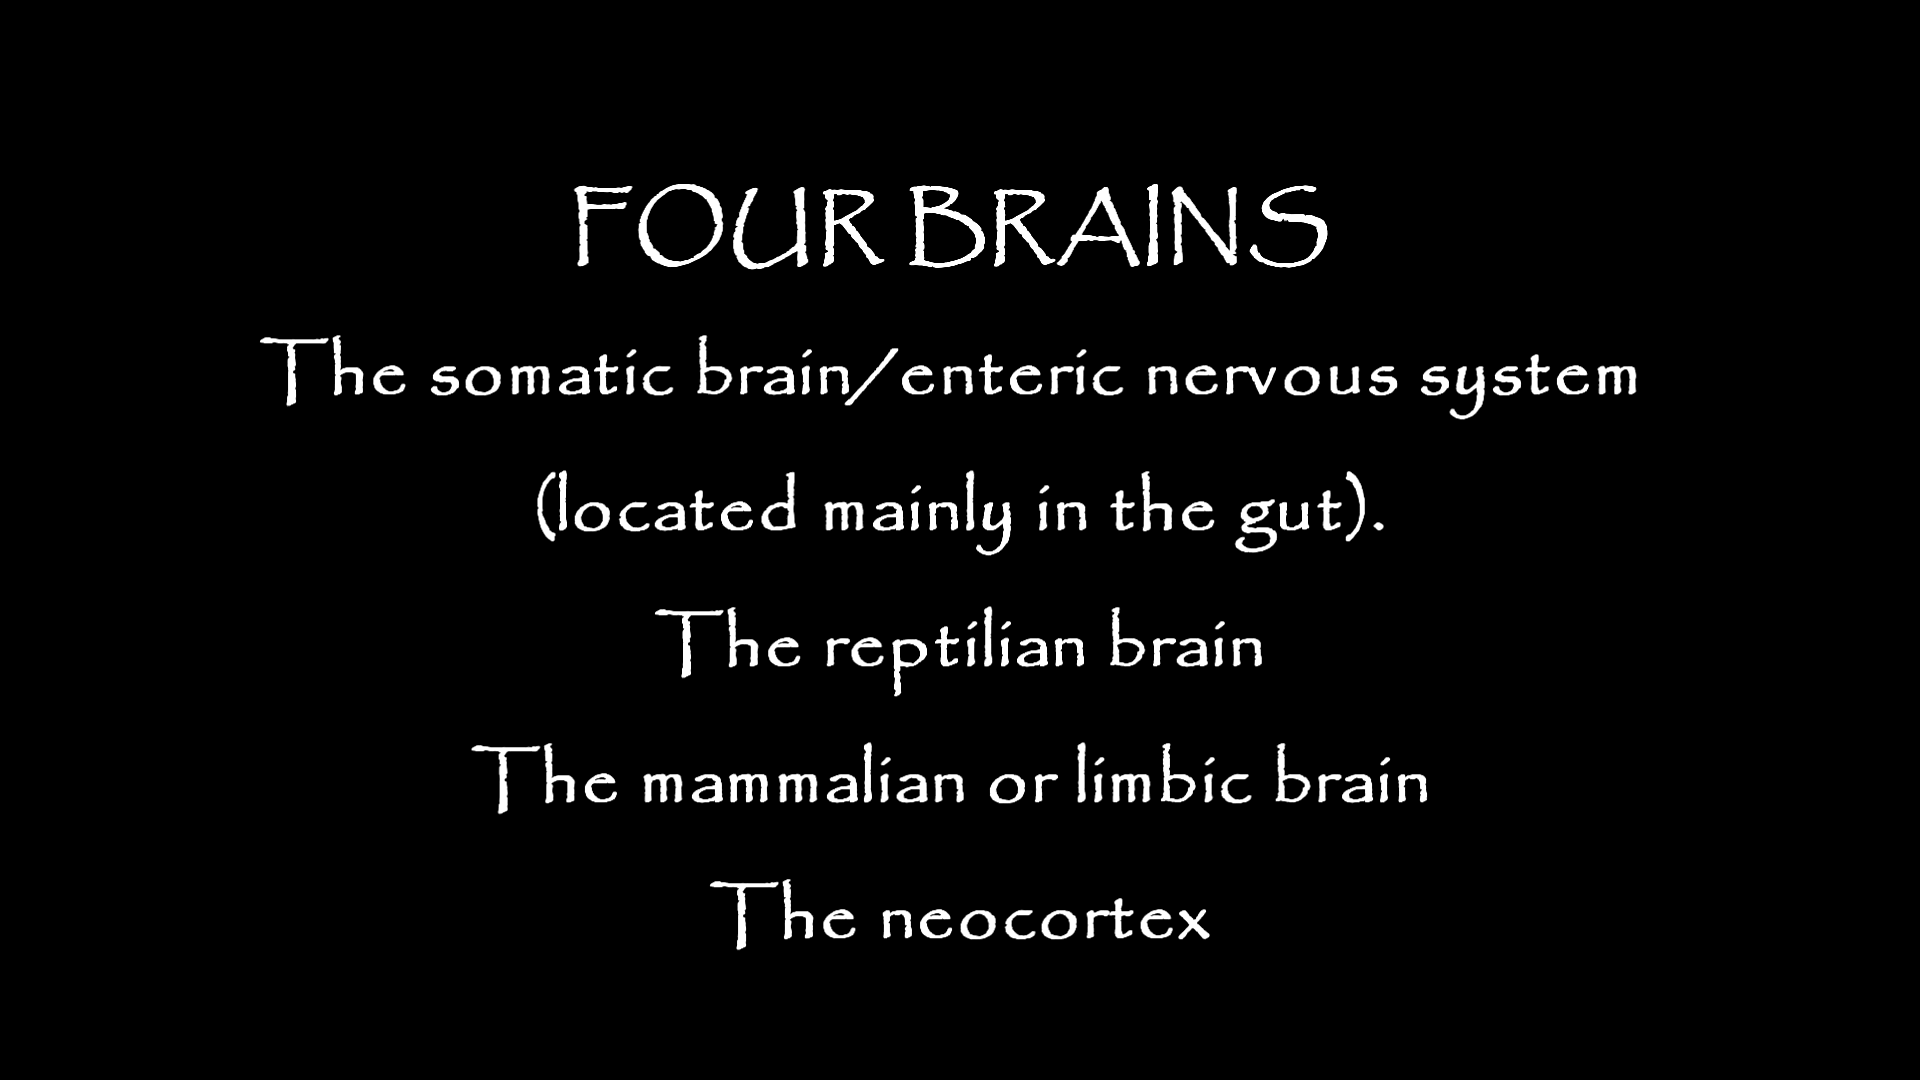 FOUR BRAINS
The somatic brain/enteric nervous system
(located mainly in the gut).
The reptilian brain
The mammalian or limbic brain
The neocortex